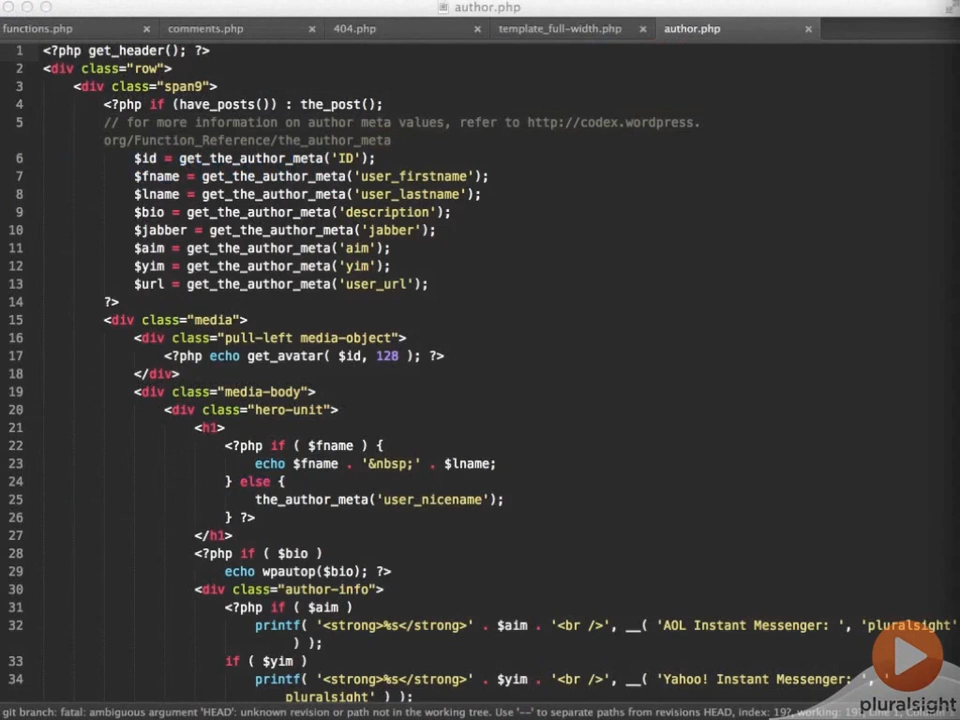 author.php
functions.php × comments.php × 404.php × template_full-width.php × author.php ×
1 <?php get_header(); ?>
2 <div class="row">
3 <div class="span9">
4 <?php if (have_posts()) : the_post();
5 // for more information on author meta values, refer to http://codex.wordpress.
org/Function_Reference/the_author_meta
6 $id = get_the_author_meta('ID');
7 $fname = get_the_author_meta('user_firstname');
8 $lname = get_the_author_meta('user_lastname');
9 $bio = get_the_author_meta('description');
10 $jabber = get_the_author_meta('jabber');
11 $aim = get_the_author_meta('aim');
12 $yim = get_the_author_meta('yim');
13 $url = get_the_author_meta('user_url');
14 ?>
15 <div class="media">
16 <div class="pull-left media-object">
17 <?php echo get_avatar( $id, 128 ); ?>
18 </div>
19 <div class="media-body">
20 <div class="hero-unit">
21 <h1>
22 <?php if ( $fname ) {
23 echo $fname . '&nbsp;' . $lname;
24 } else {
25 the_author_meta('user_nicename');
26 } ?>
27 </h1>
28 <?php if ( $bio )
29 echo wpautop($bio); ?>
30 <div class="author-info">
31 <?php if ( $aim )
32 printf( '<strong>%s</strong>' . $aim . '<br />', __( 'AOL Instant Messenger: ', 'pluralsight'
) );
33 if ( $yim )
34 printf( '<strong>%s</strong>' . $yim . '<br />', __( 'Yahoo! Instant Messenger: ', '
pluralsight' ) );
pluralsight
git branch: fatal: ambiguous argument 'HEAD': unknown revision or path not in the working tree. Use '--' to separate paths from revisions HEAD, index: 19?, working: 19